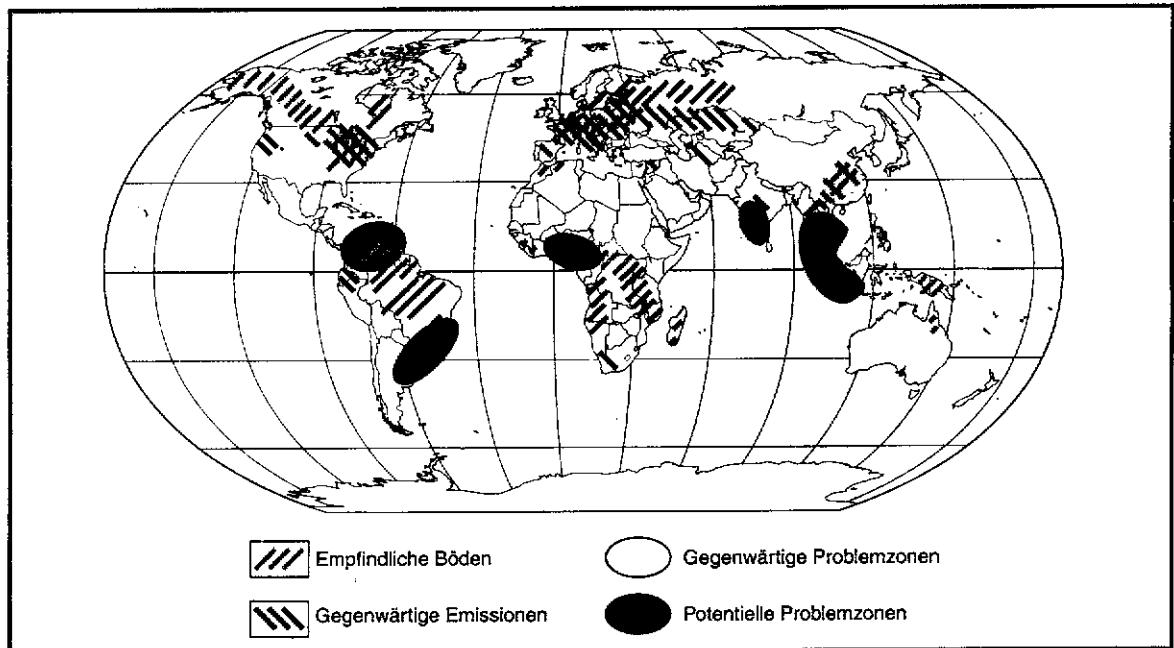 Empfindliche Böden
Gegenwärtige Problemzonen
Gegenwärtige Emissionen
Potentielle Problemzonen